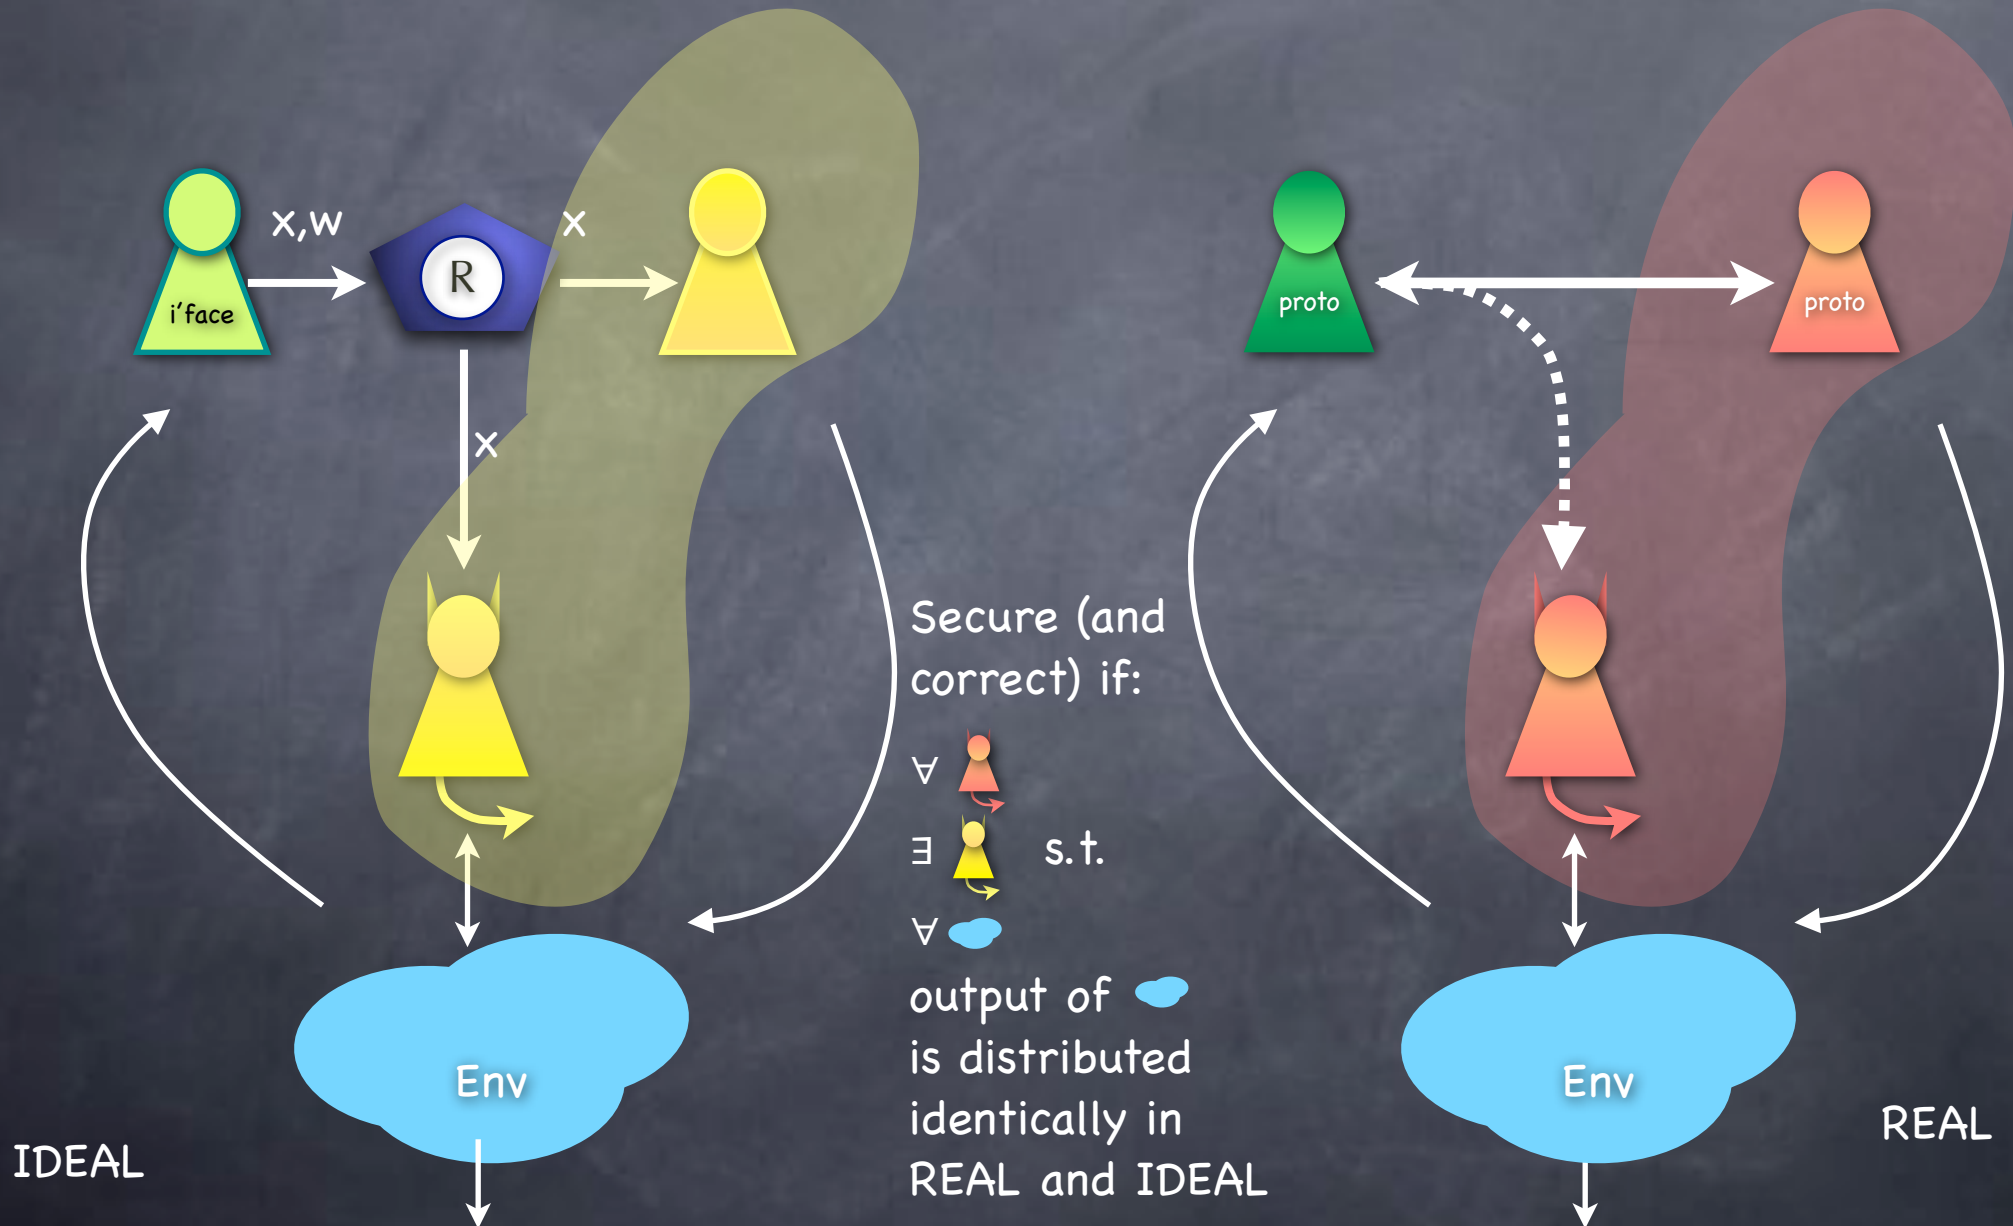 x,w
R
x
i'face
x
proto
proto
Secure (and
correct) if:
∀
∃ s.t.
∀
output of
is distributed
identically in
REAL and IDEAL
Env
Env
IDEAL
REAL